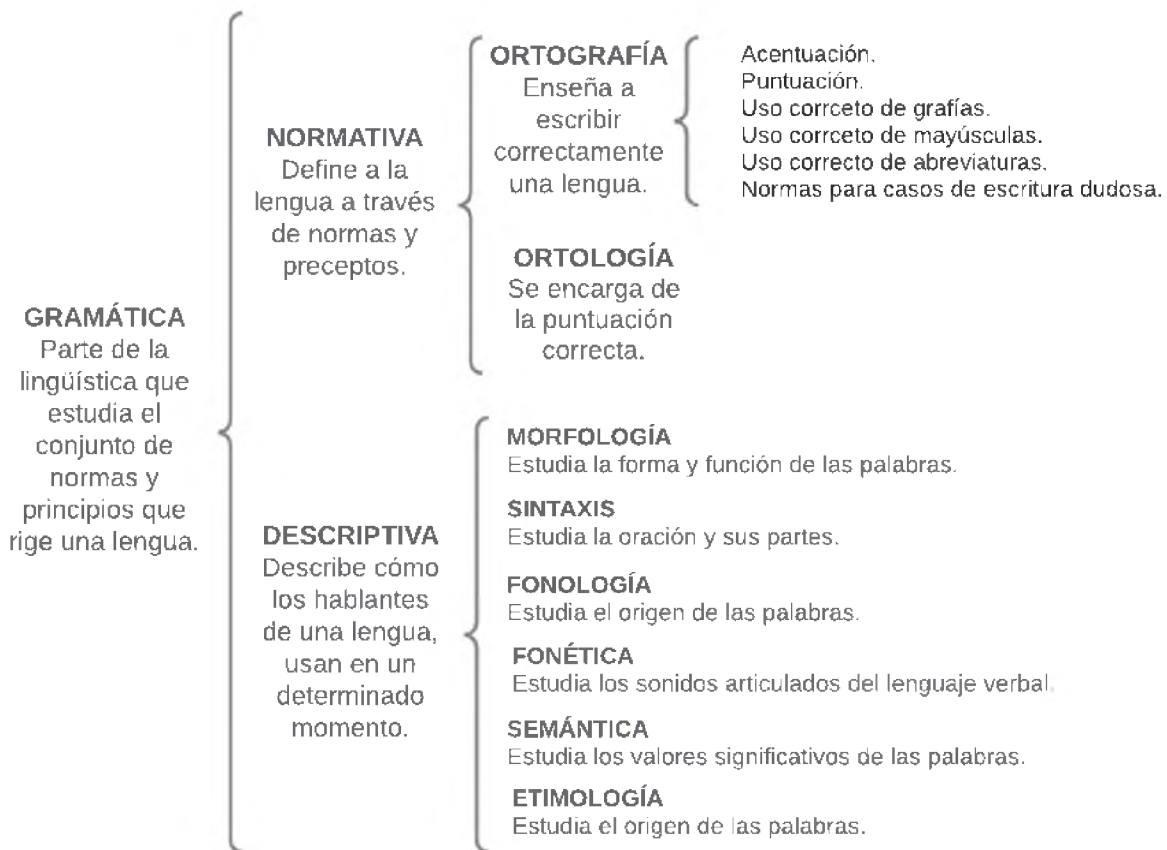 GRAMÁTICA
Parte de la
lingüística que
estudia el
conjunto de
normas y
principios que
rige una lengua.
NORMATIVA
Define a la
lengua a través
de normas y
preceptos.
ORTOGRAFÍA
Enseña a
escribir
correctamente
una lengua.
Acentuación.
Puntuación.
Uso corrceto de grafías.
Uso corrceto de mayúsculas.
Uso correcto de abreviaturas.
Normas para casos de escritura dudosa.
ORTOLOGÍA
Se encarga de
la puntuación
correcta.
DESCRIPTIVA
Describe cómo
los hablantes
de una lengua,
usan en un
determinado
momento.
MORFOLOGÍA
Estudia la forma y función de las palabras.
SINTAXIS
Estudia la oración y sus partes.
FONOLOGÍA
Estudia el origen de las palabras.
FONÉTICA
Estudia los sonidos articulados del lenguaje verbal.
SEMÁNTICA
Estudia los valores significativos de las palabras.
ETIMOLOGÍA
Estudia el origen de las palabras.